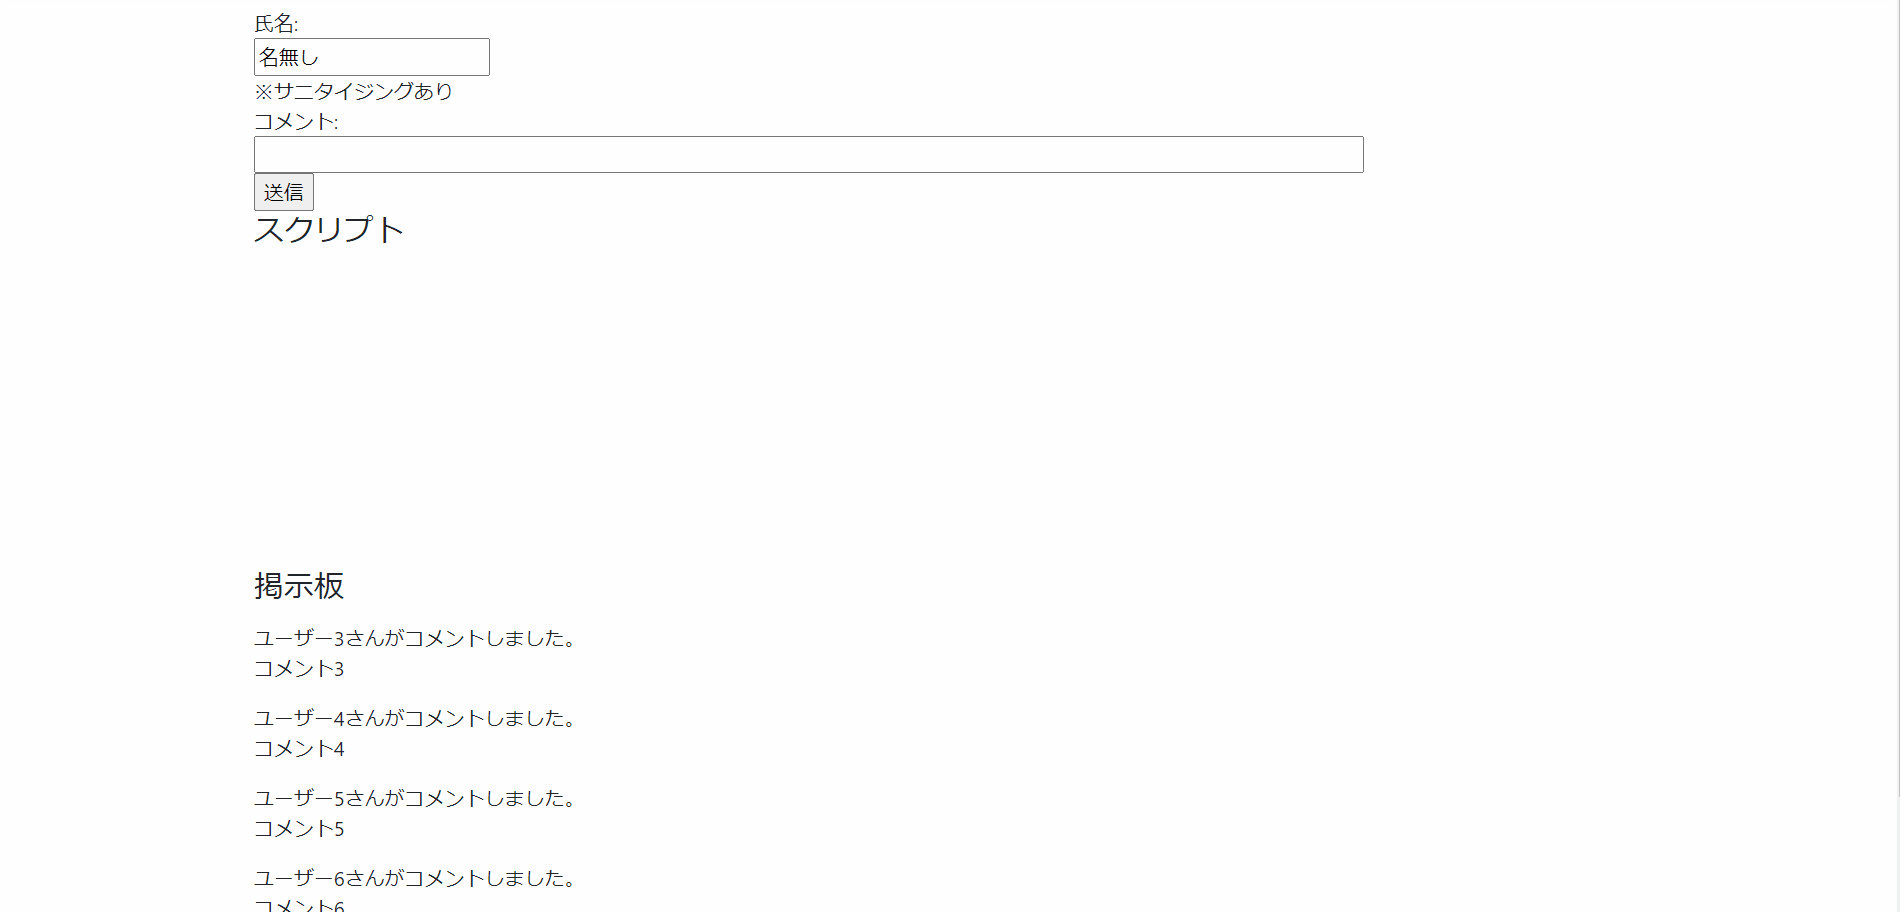 氏名:
名無し
※サニタイジングあり
コメント:
送信
スクリプト
掲示板
ユーザー3さんがコメントしました。
コメント3
ユーザー4さんがコメントしました。
コメント4
ユーザー5さんがコメントしました。
コメント5
ユーザー6さんがコメントしました。
コメント6